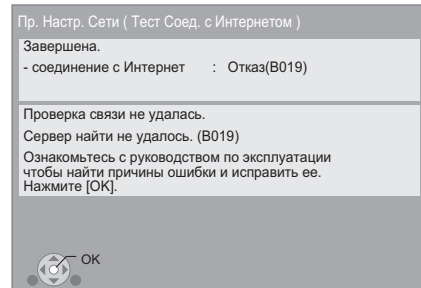 Пр. Настр. Сети ( Тест Соед. с Интернетом )
Завершена.
- соединение с Интернет : Отказ(B019)
Проверка связи не удалась.
Сервер найти не удалось. (B019)
Ознакомьтесь с руководством по эксплуатации
чтобы найти причины ошибки и исправить ее.
Нажмите [OK].
OK